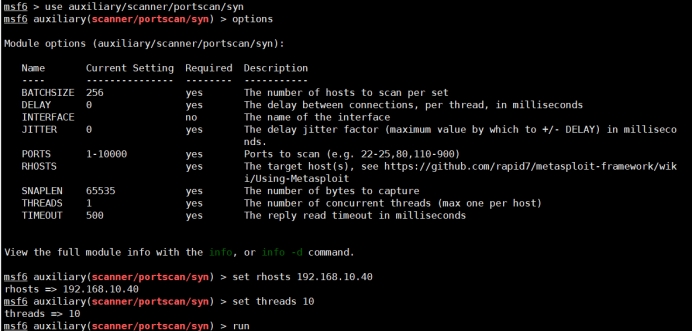 msf6 > use auxiliary/scanner/portscan/syn
msf6 auxiliary(scanner/portscan/syn) > options
Module options (auxiliary/scanner/portscan/syn):
Name Current Setting Required Description
---- --------------- -------- -----------
BATCHSIZE 256 yes The number of hosts to scan per set
DELAY 0 yes The delay between connections, per thread, in milliseconds
INTERFACE no The name of the interface
JITTER 0 yes The delay jitter factor (maximum value by which to +/- DELAY) in milliseco
nds.
PORTS 1-10000 yes Ports to scan (e.g. 22-25,80,110-900)
RHOSTS yes The target host(s), see https://github.com/rapid7/metasploit-framework/wik
i/Using-Metasploit
SNAPLEN 65535 yes The number of bytes to capture
THREADS 1 yes The number of concurrent threads (max one per host)
TIMEOUT 500 yes The reply read timeout in milliseconds
View the full module info with the info, or info -d command.
msf6 auxiliary(scanner/portscan/syn) > set rhosts 192.168.10.40
rhosts => 192.168.10.40
msf6 auxiliary(scanner/portscan/syn) > set threads 10
threads => 10
msf6 auxiliary(scanner/portscan/syn) > run